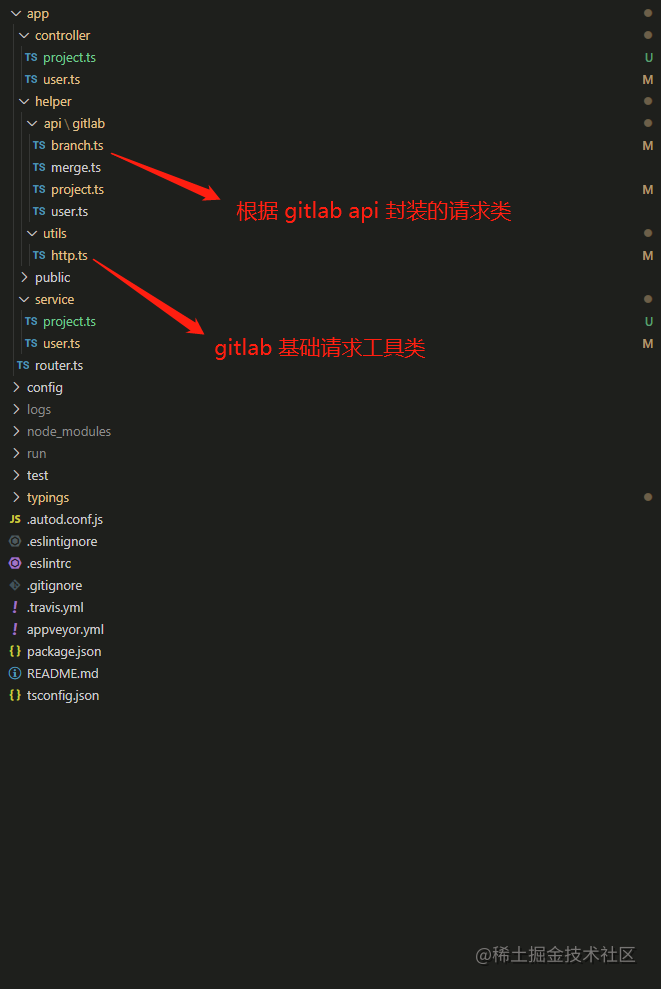 app
controller
TS project.ts U
TS user.ts M
helper
api \ gitlab
TS branch.ts M
TS merge.ts
TS project.ts M
TS user.ts
根据 gitlab api 封装的请求类
utils
TS http.ts M
public
service
TS project.ts U
TS user.ts M
gitlab 基础请求工具类
TS router.ts
config
logs
node_modules
run
test
typings
JS .autod.conf.js
.eslintignore
.eslintrc
.gitignore
! .travis.yml
! appveyor.yml
{} package.json
README.md
{} tsconfig.json
@稀土掘金技术社区